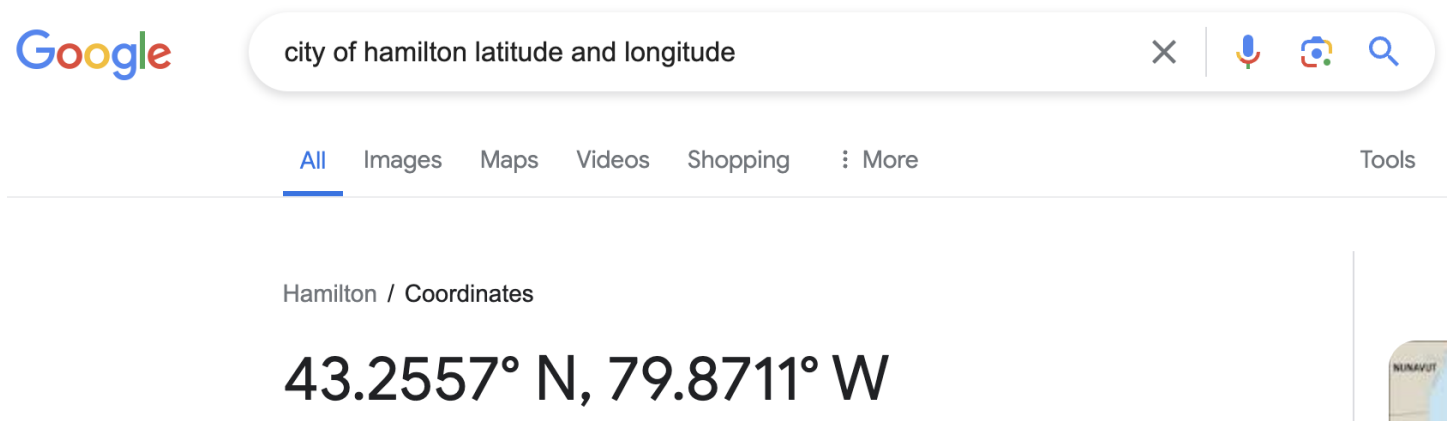 Google
city of hamilton latitude and longitude
All Images Maps Videos Shopping More Tools
Hamilton / Coordinates
43.2557° N, 79.8711° W
NUNAVUT